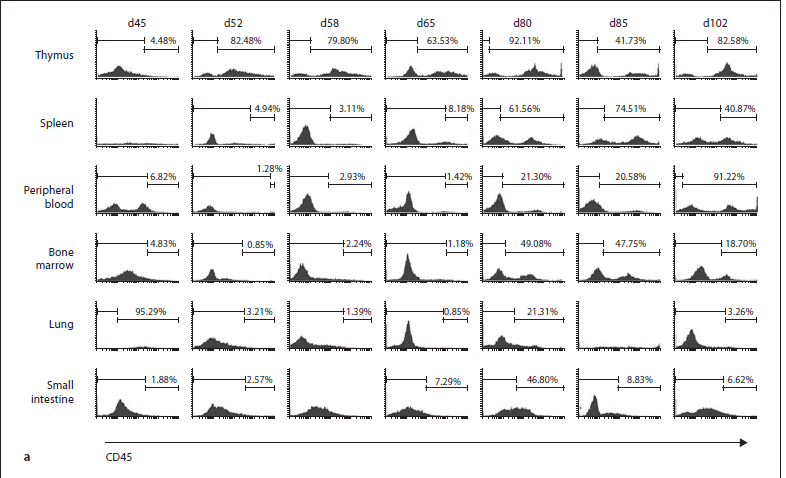 d45 d52 d58 d65 d80 d85 d102
Thymus 4.48% 82.48% 79.80% 63.53% 92.11% 41.73% 82.58%
Spleen 4.94% 3.11% 8.18% 61.56% 74.51% 40.87%
Peripheral blood 6.82% 1.28% 2.93% 1.42% 21.30% 20.58% 91.22%
Bone marrow 4.83% 0.85% 2.24% 1.18% 49.08% 47.75% 18.70%
Lung 95.29% 3.21% 1.39% 0.85% 21.31% 3.26%
Small intestine 1.88% 2.57% 7.29% 46.80% 8.83% 6.62%
a CD45